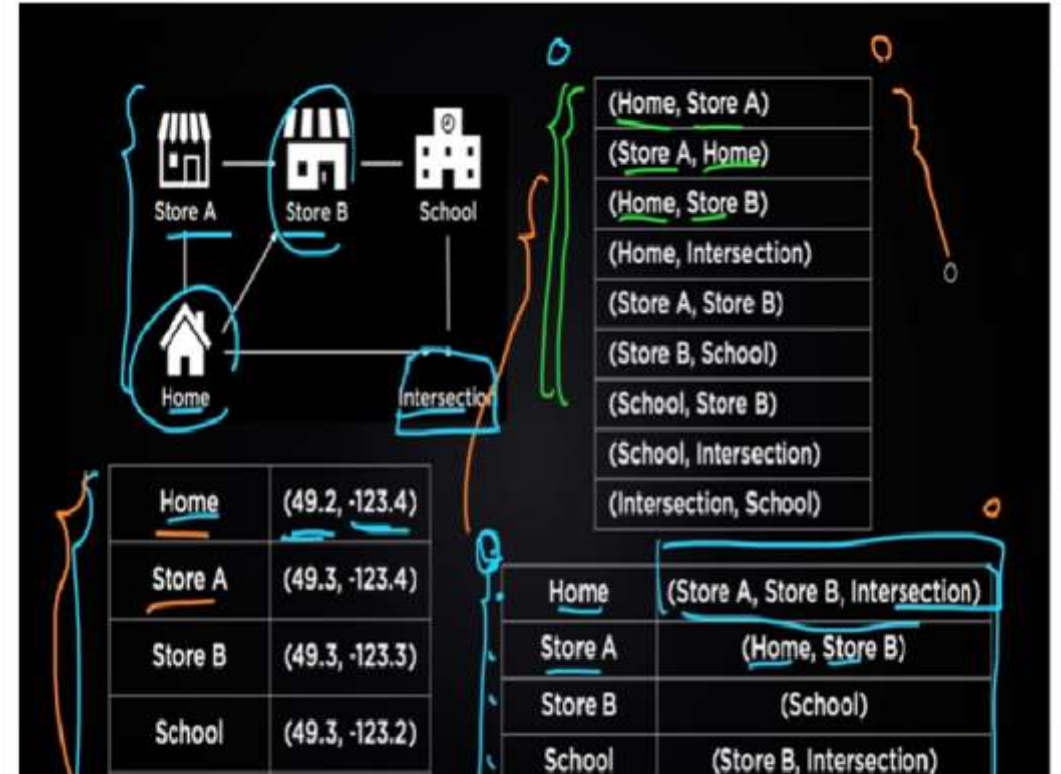 Store A Store B School
Home Intersection
(Home, Store A)
(Store A, Home)
(Home, Store B)
(Home, Intersection)
(Store A, Store B)
(Store B, School)
(School, Store B)
(School, Intersection)
(Intersection, School)
Home (49.2, -123.4)
Store A (49.3, -123.4)
Store B (49.3, -123.3)
School (49.3, -123.2)
Home (Store A, Store B, Intersection)
Store A (Home, Store B)
Store B (School)
School (Store B, Intersection)